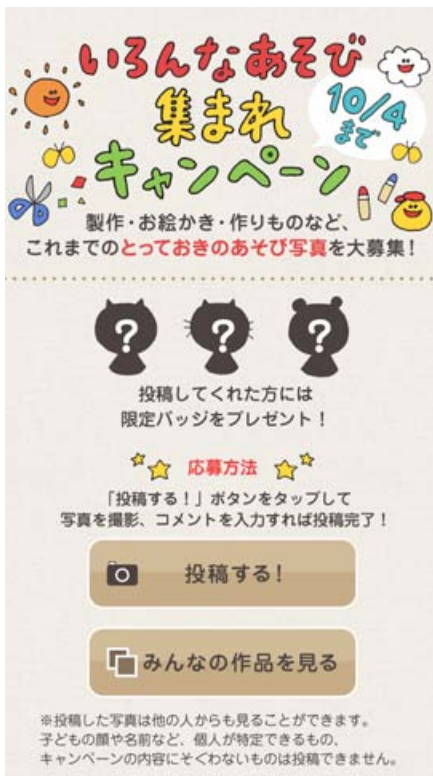 いろんなあそび
集まれ
10/4
まで
キャンペーン
製作・お絵かき・作りものなど、
これまでのとっておきのあそび写真を大募集！
? ? ?
投稿してくれた方には
限定バッジをプレゼント！
応募方法
「投稿する！」ボタンをタップして
写真を撮影、コメントを入力すれば投稿完了！
投稿する！
みんなの作品を見る
※投稿した写真は他の人からも見ることができます。
子どもの顔や名前など、個人が特定できるもの、
キャンペーンの内容にそぐわないものは投稿できません。